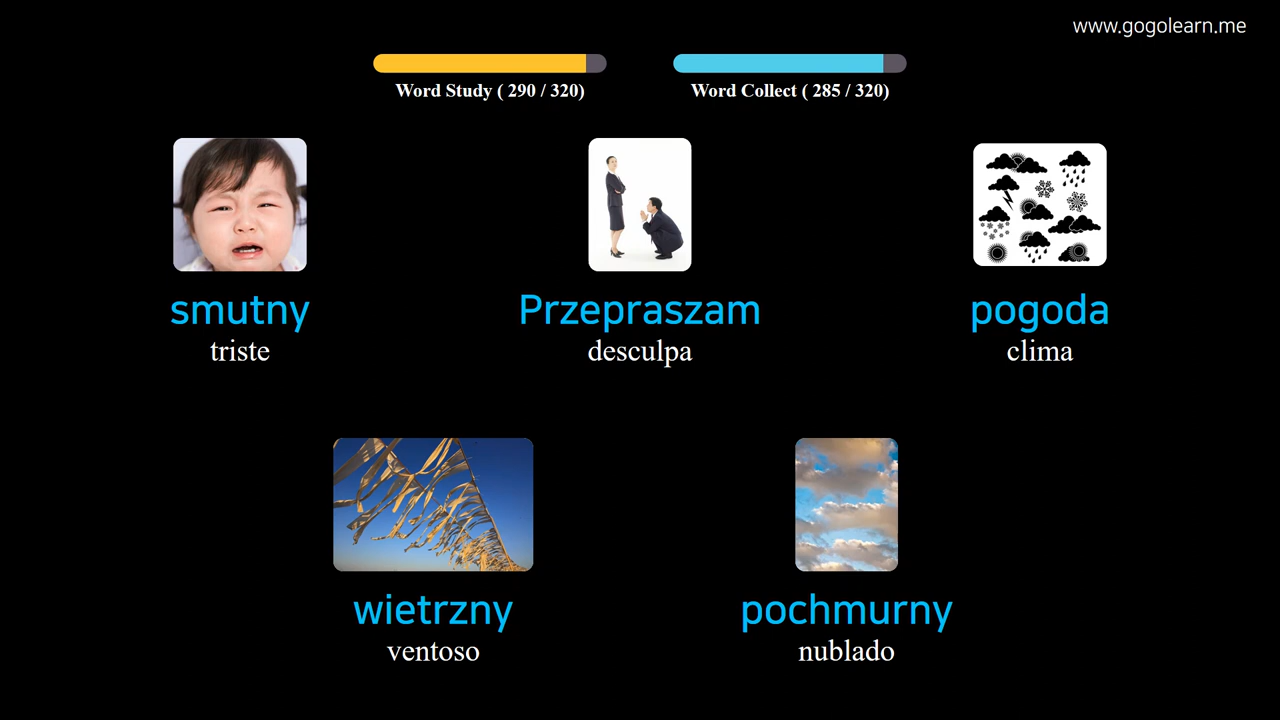 www.gogolearn.me
Word Study ( 290 / 320)
Word Collect ( 285 / 320)
smutny
triste
Przepraszam
desculpa
pogoda
clima
wietrzny
ventoso
pochmurny
nublado